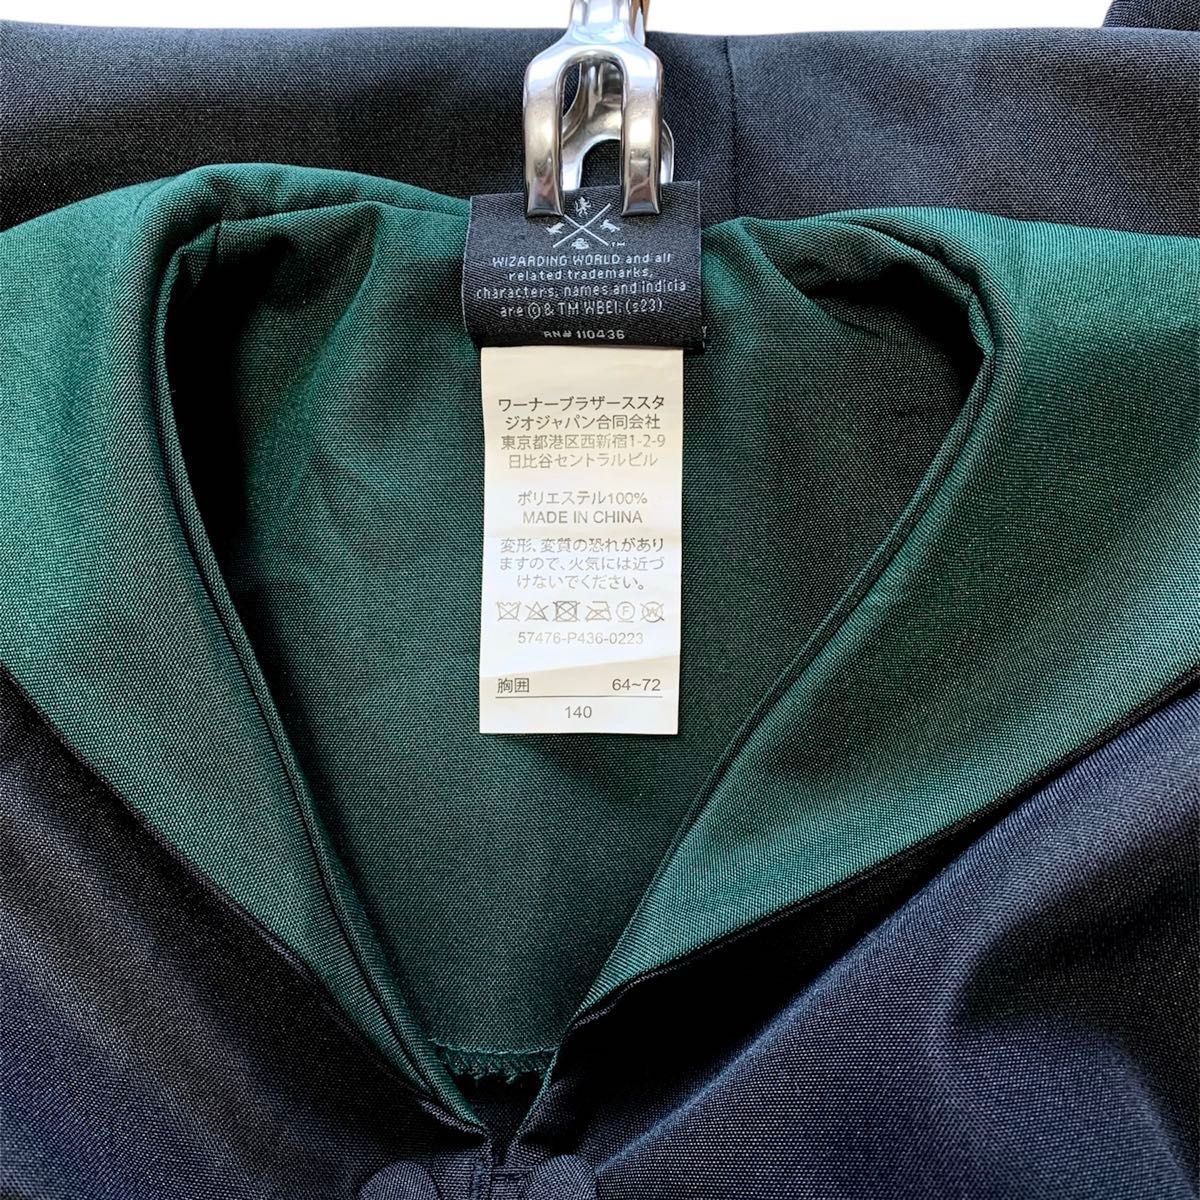 TM
WIZARDING WORLD and all
related trademarks,
characters, names and indicia
are © & TM WBEI. (s23)
RN# 110436
ワーナーブラザーススタ
ジオジャパン合同会社
東京都港区西新宿1-2-9
日比谷セントラルビル
ポリエステル100%
MADE IN CHINA
変形、変質の恐れがあり
ますので、火気には近づ
けないでください。
57476-P436-0223
胸囲 64~72
140